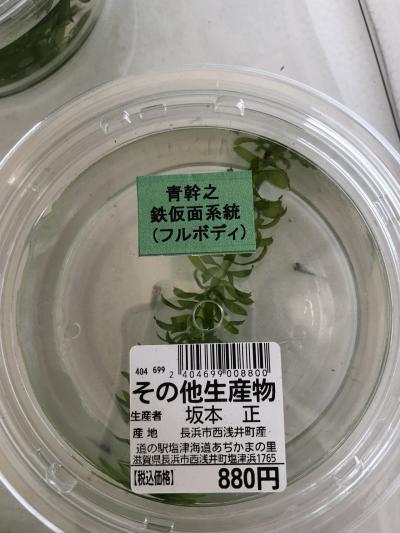 青幹之
鉄仮面系統
(フルボディ)
404 699
2 404699 008800
その他生産物
生産者 坂本 正
産 地 長浜市西浅井町産
道の駅塩津海道あぢかまの里
滋賀県長浜市西浅井町塩津浜1765
【税込価格】 880円